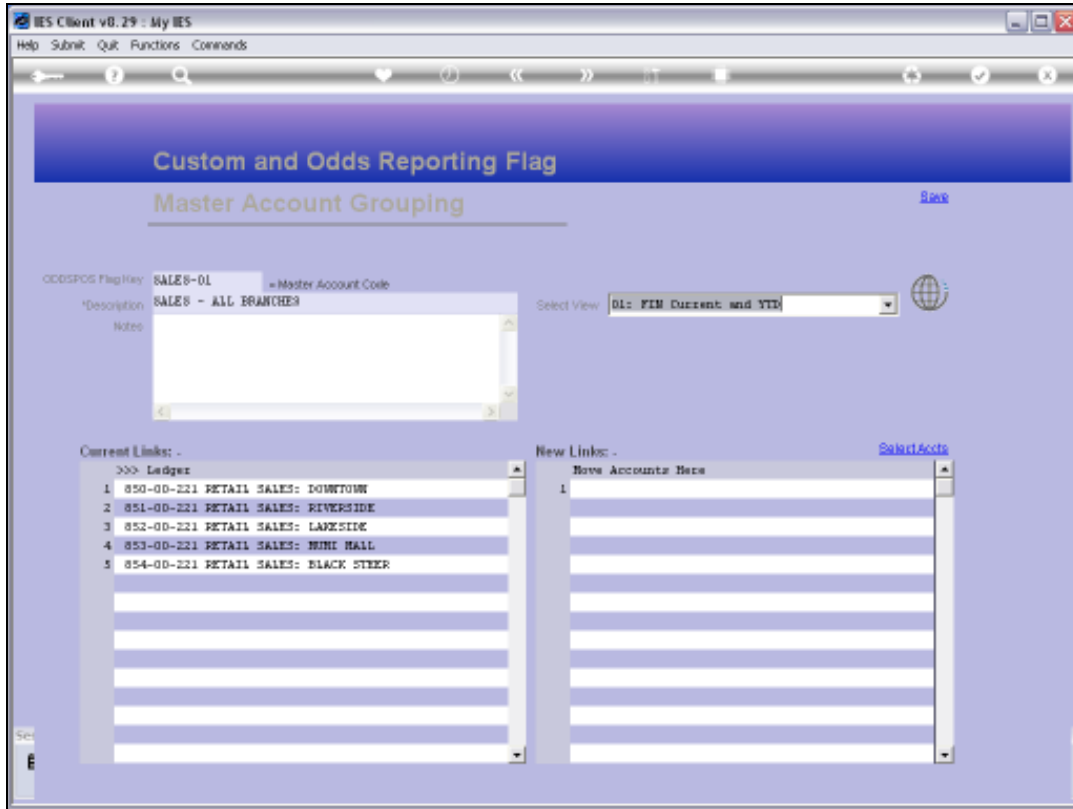 IES Client v8.29 : My IES
Help Submit Quit Functions Commands
Custom and Odds Reporting Flag
Master Account Grouping
Save
ODDSPOS Flag Key SALES-01 = Master Account Code
*Description SALES - ALL BRANCHES
Select View 01: FIN Current and YTD
Notes
Current Links: -
New Links: -
Select Accts
>>> Ledger
Move Accounts Here
1 850-00-221 RETAIL SALES: DOWNTOWN
1
2 851-00-221 RETAIL SALES: RIVERSIDE
3 852-00-221 RETAIL SALES: LAKESIDE
4 853-00-221 RETAIL SALES: MUMI MALL
5 854-00-221 RETAIL SALES: BLACK STEER